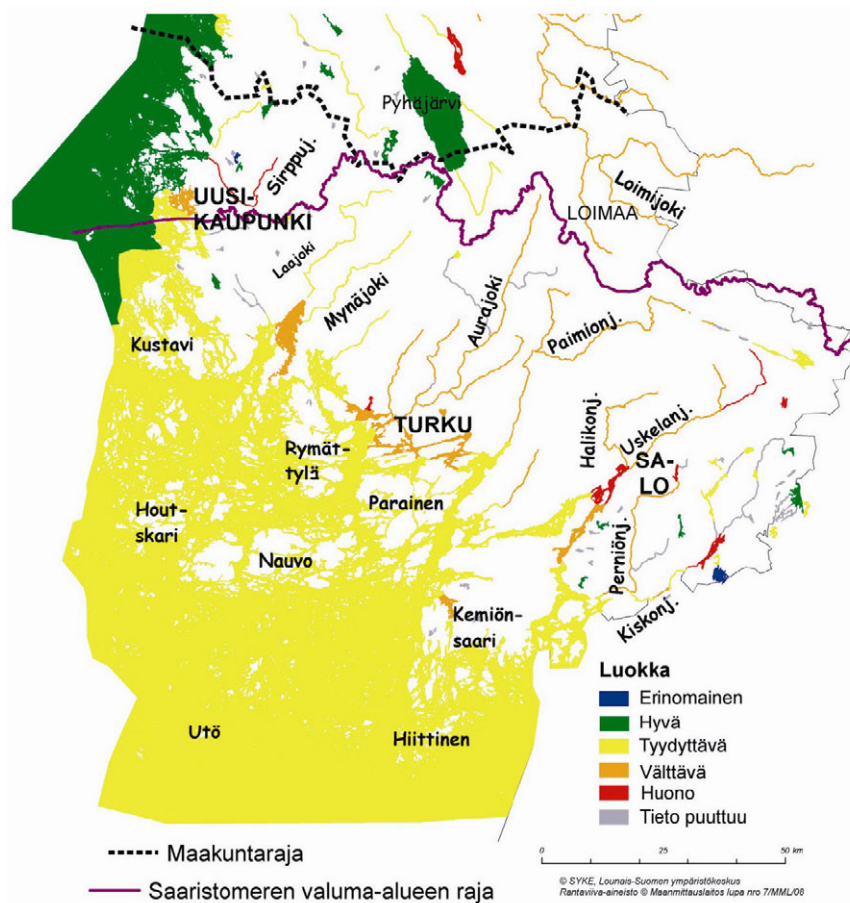 Pyhäjärvi
Sirppuj.
Loimijoki
UUSI-
KAUPUNKI
LOIMAA
Laajoki
Mynäjoki
Aurajoki
Paimionj.
Kustavi
Halikonj.
Uskelanj.
TURKU
Rymät-
tylä
SA-
LO
Parainen
Hout-
skari
Nauvo
Perniönj.
Kemiön-
saari
Kiskonj.
Utö
Hiittinen
Luokka
Erinomainen
Hyvä
Tyydyttävä
Välttävä
Huono
Tieto puuttuu
Maakuntaraja
Saaristomeren valuma-alueen raja
0 25 50 km
© SYKE, Lounais-Suomen ympäristökeskus
Rantaviiva-aineisto © Maanmittauslaitos lupa nro 7/MML/08